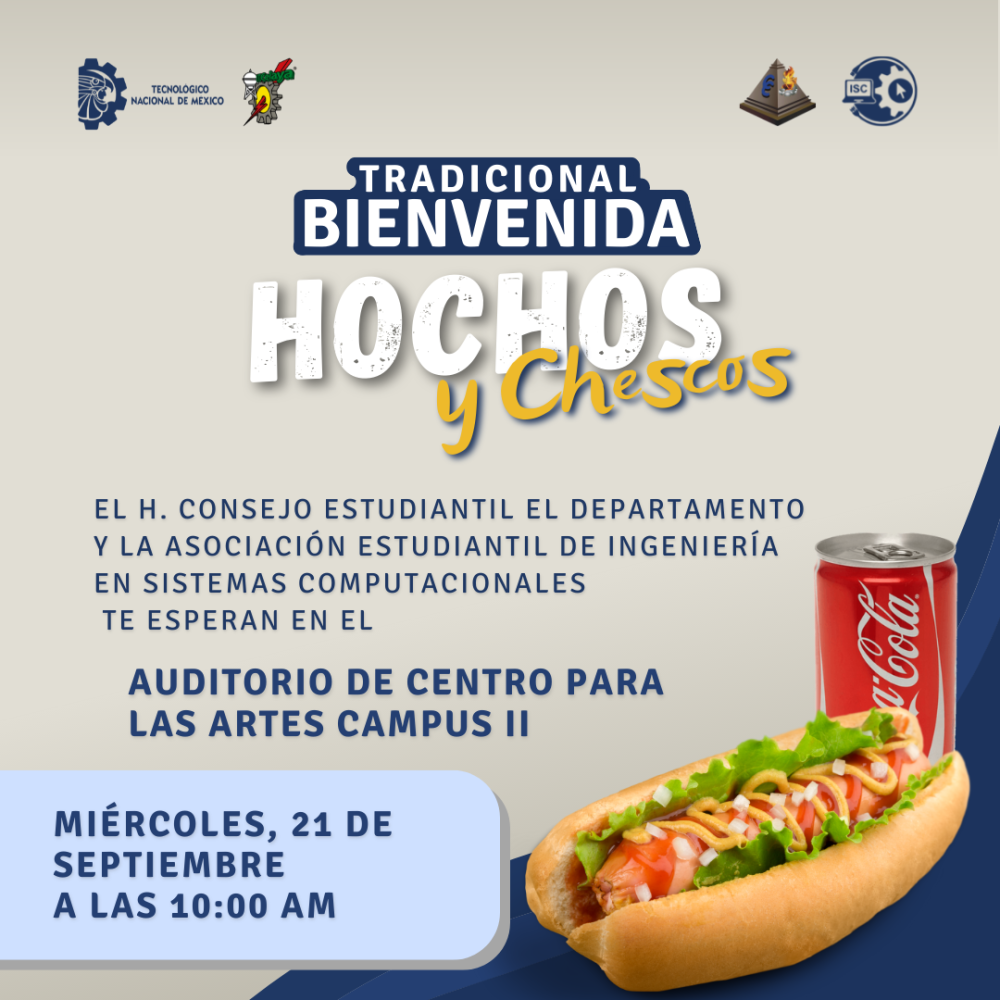 TECNOLÓGICO
NACIONAL DE MÉXICO
Celaya
ISC
TRADICIONAL
BIENVENIDA
HOCHOS
y Chescos
EL H. CONSEJO ESTUDIANTIL EL DEPARTAMENTO
Y LA ASOCIACIÓN ESTUDIANTIL DE INGENIERÍA
EN SISTEMAS COMPUTACIONALES
TE ESPERAN EN EL
AUDITORIO DE CENTRO PARA
LAS ARTES CAMPUS II
MIÉRCOLES, 21 DE
SEPTIEMBRE
A LAS 10:00 AM
a-Cola